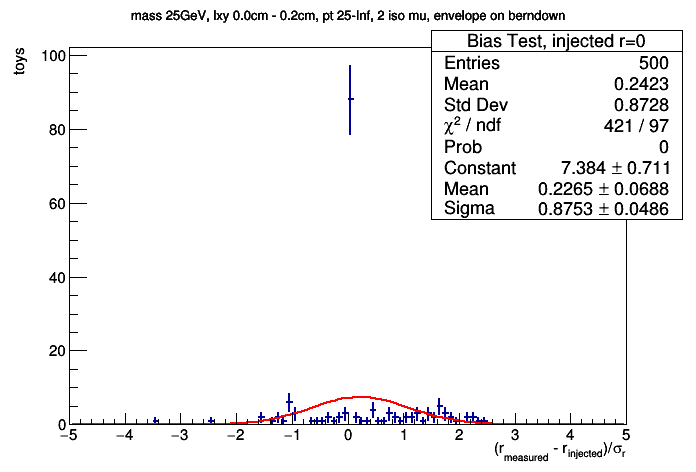 mass 25GeV, lxy 0.0cm - 0.2cm, pt 25-Inf, 2 iso mu, envelope on berndown
Bias Test, injected r=0
Entries 500
Mean 0.2423
Std Dev 0.8728
χ² / ndf 421 / 97
Prob 0
Constant 7.384 ± 0.711
Mean 0.2265 ± 0.0688
Sigma 0.8753 ± 0.0486
toys
100
80
60
40
20
0
−5 −4 −3 −2 −1 0 1 2 3 4 5
(r_measured - r_injected)/σ_r